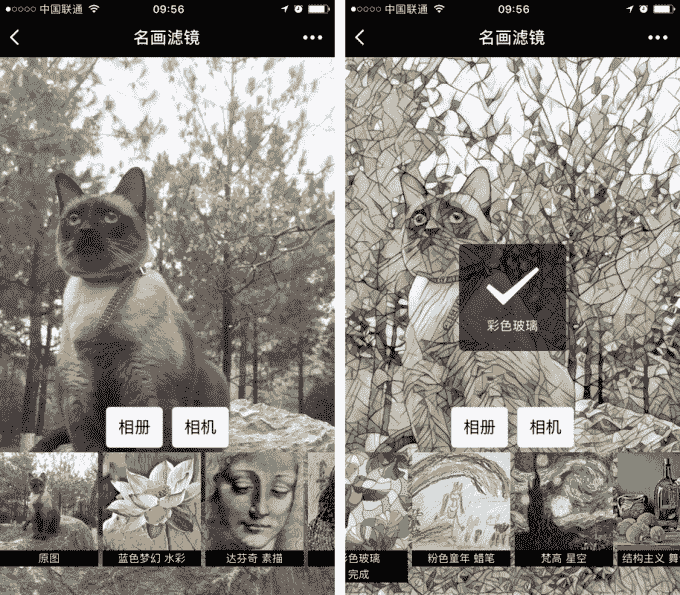 中国联通
09:56
名画滤镜
相册
相机
原图
蓝色梦幻 水彩
达芬奇 素描
中国联通
09:56
名画滤镜
彩色玻璃
相册
相机
色玻璃
完成
粉色童年 蜡笔
梵高 星空
结构主义 舞